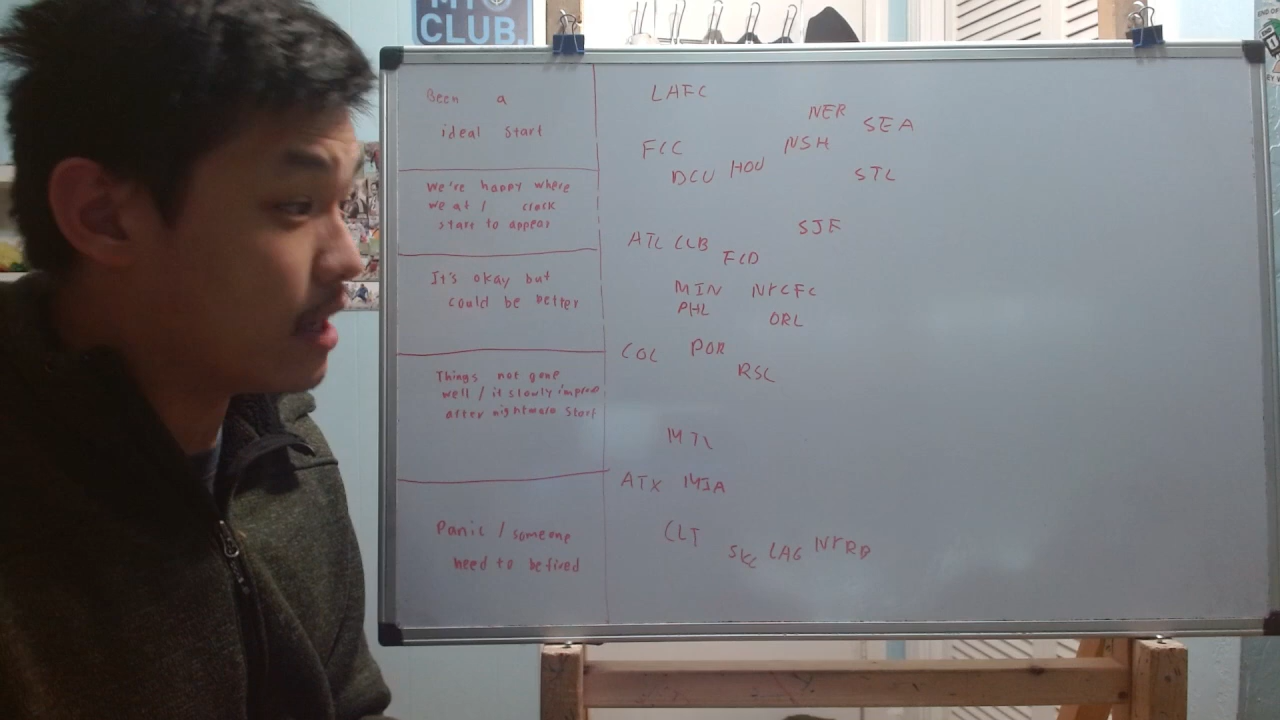 CLUB.
END OF
Been a
ideal start
We're happy where
we at / crack
start to appear
It's okay but
could be better
Things not gone
well / it slowly improve
after nightmare start
Panic / someone
need to be fired
LAFC
NER SEA
FCC NSH
DCU HOU STL
SJE
ATL CLB
FCD
MIN NYCFC
PHL ORL
COL POR
RSL
MTL
ATX MIA
CLT
SKC LAG NYRB